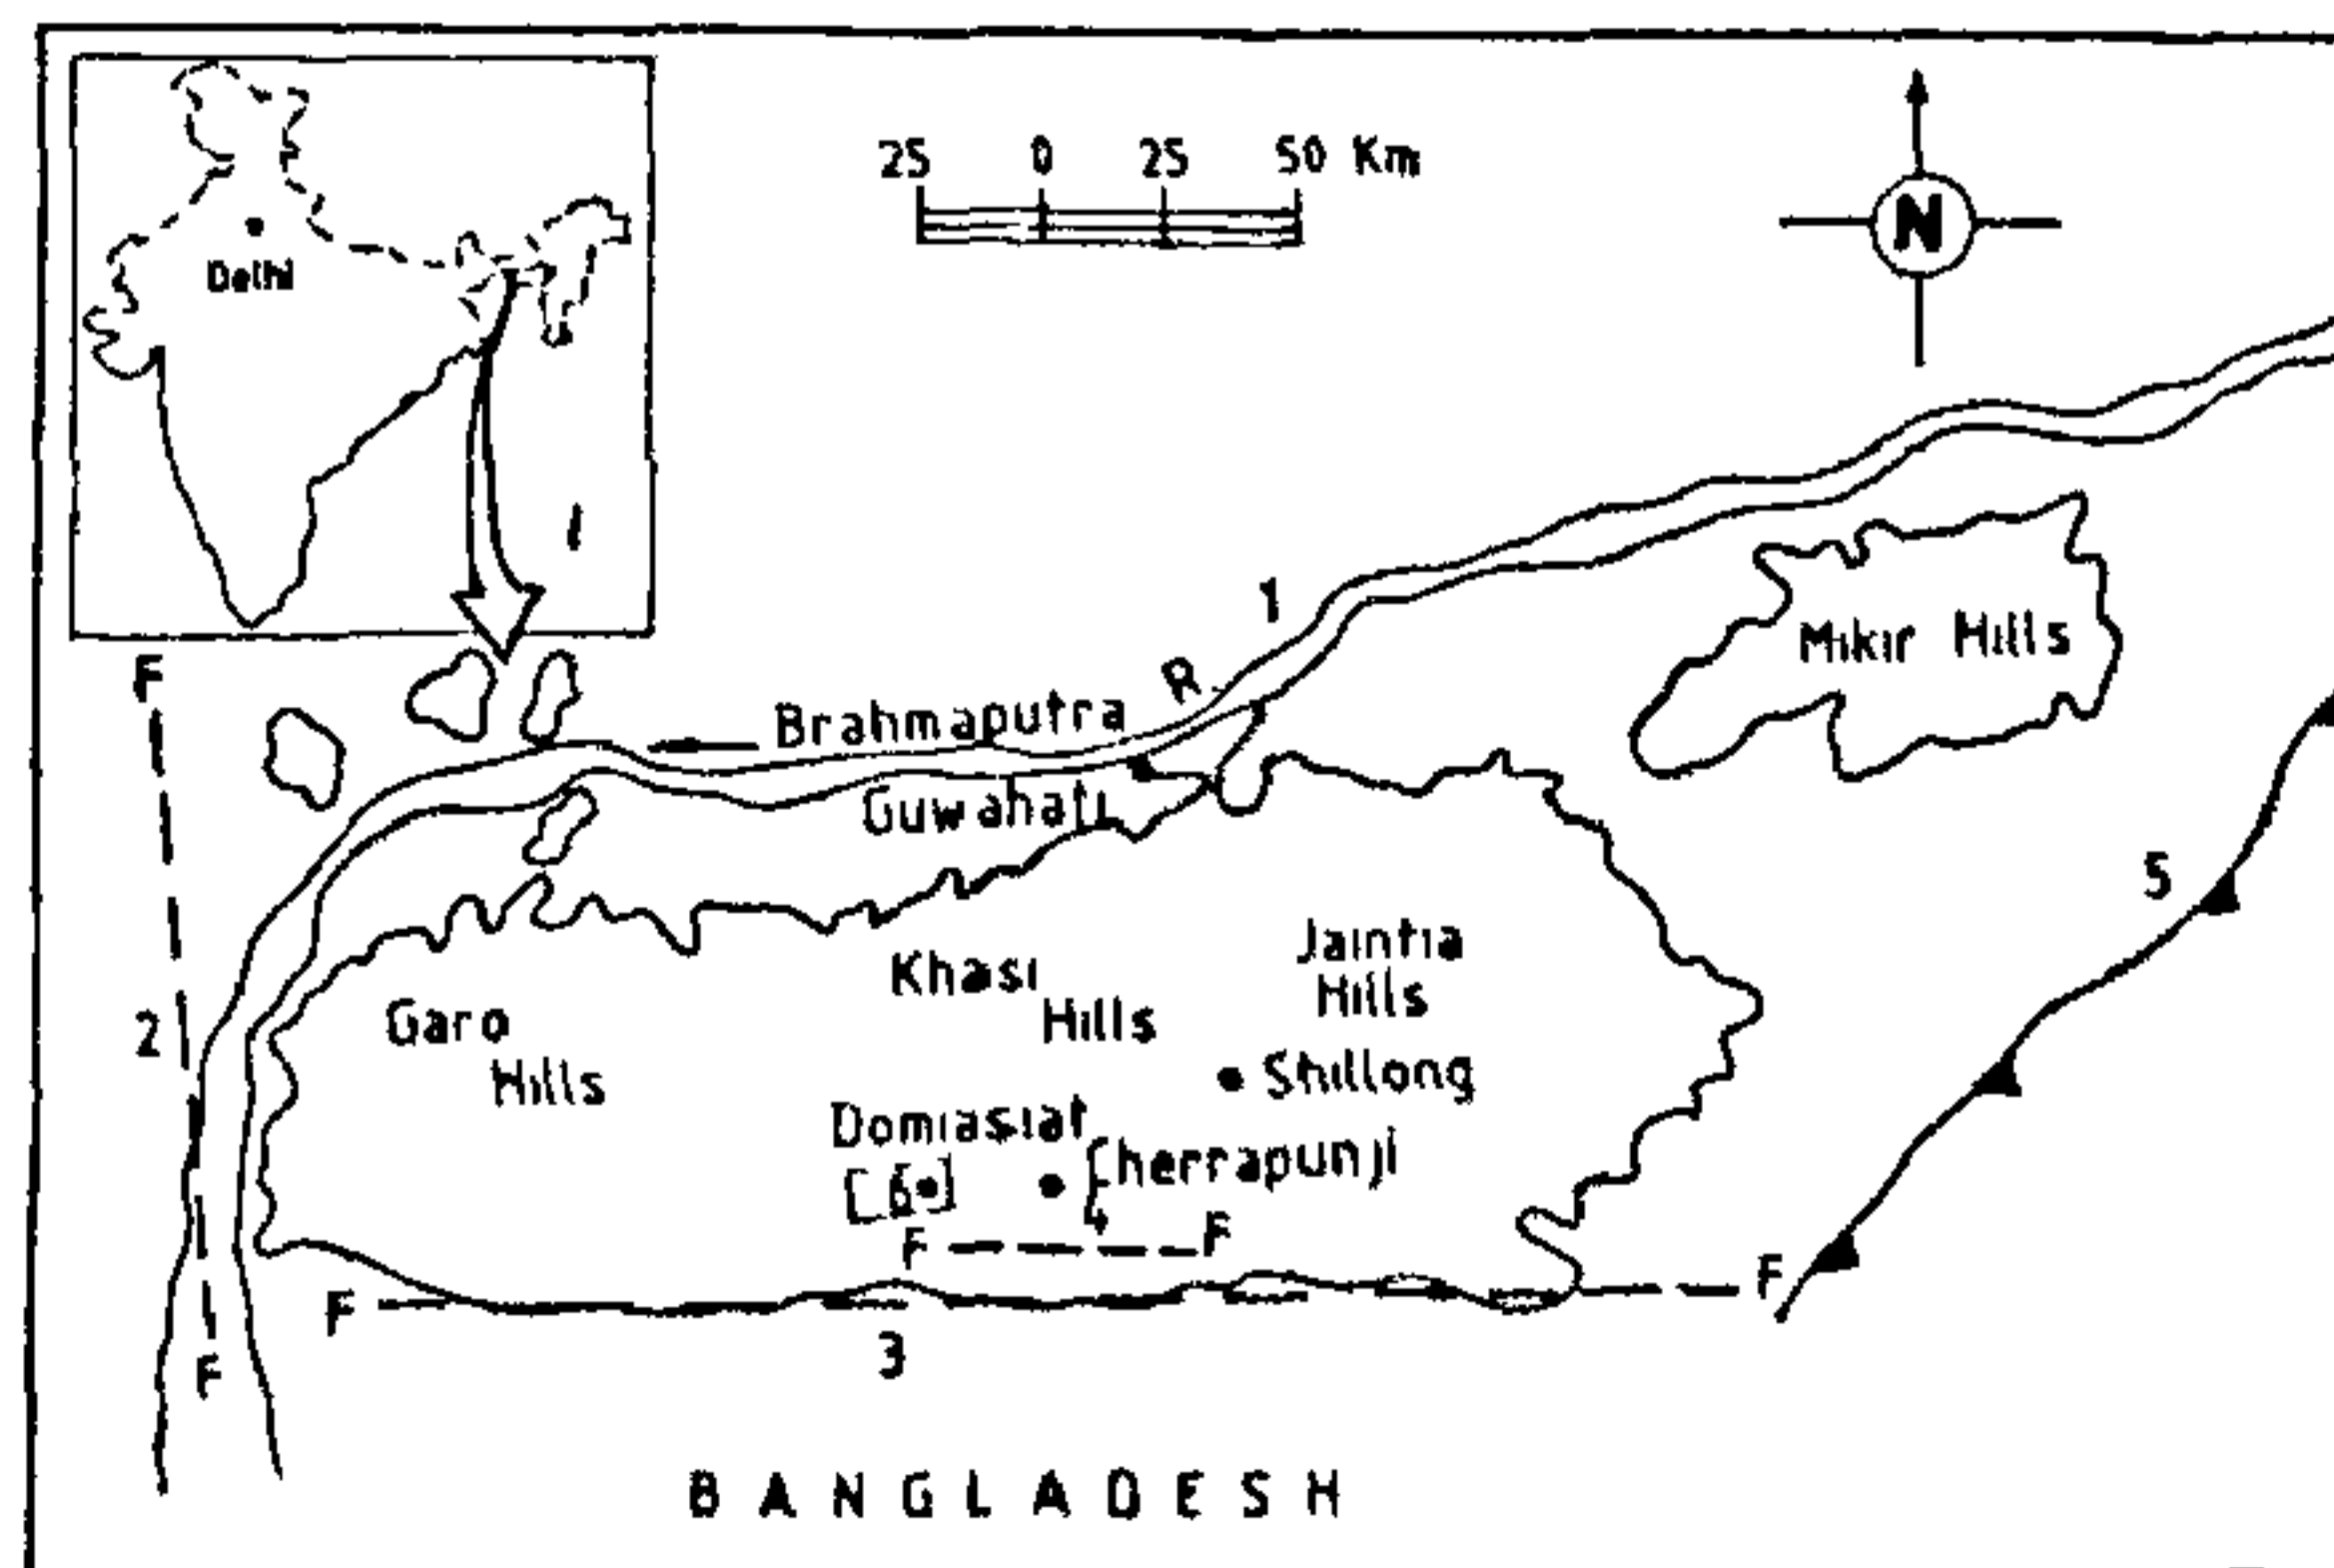 25 0 25 50 Km
N
Delhi
1
1
F
Mikir Hills
R.
Brahmaputra
Guwahati
5
Jaintia
Hills
Khasi
Hills
Garo
Hills
2
Shillong
Domiasiat
Cherrapunji
[6]
4
F F
F F
3
F
BANGLADESH